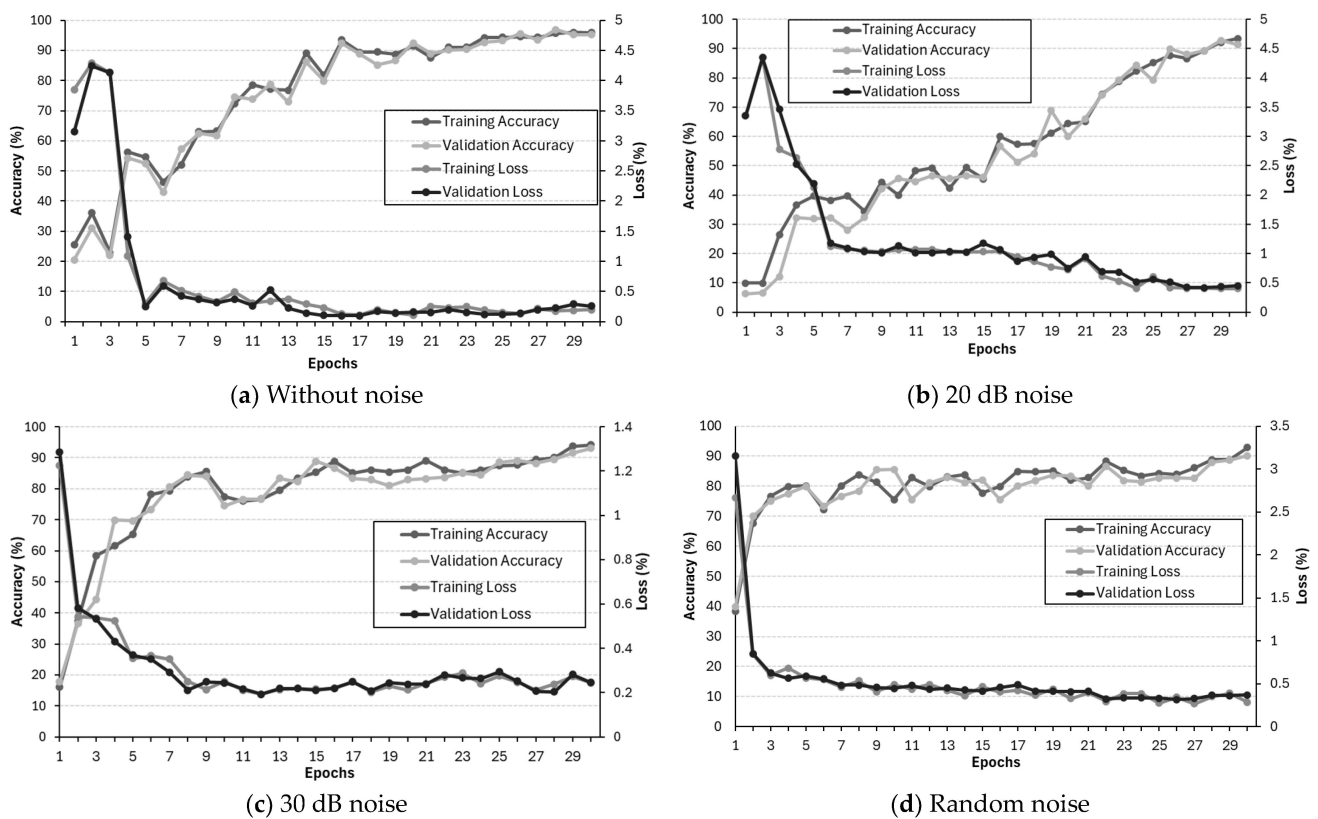 100
90
80
70
60
50
40
30
20
10
0
Accuracy (%)
5
4.5
4
3.5
3
2.5
2
1.5
1
0.5
0
Loss (%)
Training Accuracy
Validation Accuracy
Training Loss
Validation Loss
1 3 5 7 9 11 13 15 17 19 21 23 25 27 29
Epochs
(a) Without noise
100
90
80
70
60
50
40
30
20
10
0
Accuracy (%)
5
4.5
4
3.5
3
2.5
2
1.5
1
0.5
0
Loss (%)
Training Accuracy
Validation Accuracy
Training Loss
Validation Loss
1 3 5 7 9 11 13 15 17 19 21 23 25 27 29
Epochs
(b) 20 dB noise
100
90
80
70
60
50
40
30
20
10
0
Accuracy (%)
1.4
1.2
1
0.8
0.6
0.4
0.2
0
Loss (%)
Training Accuracy
Validation Accuracy
Training Loss
Validation Loss
1 3 5 7 9 11 13 15 17 19 21 23 25 27 29
Epochs
(c) 30 dB noise
100
90
80
70
60
50
40
30
20
10
0
Accuracy (%)
3.5
3
2.5
2
1.5
1
0.5
0
Loss (%)
Training Accuracy
Validation Accuracy
Training Loss
Validation Loss
1 3 5 7 9 11 13 15 17 19 21 23 25 27 29
Epochs
(d) Random noise